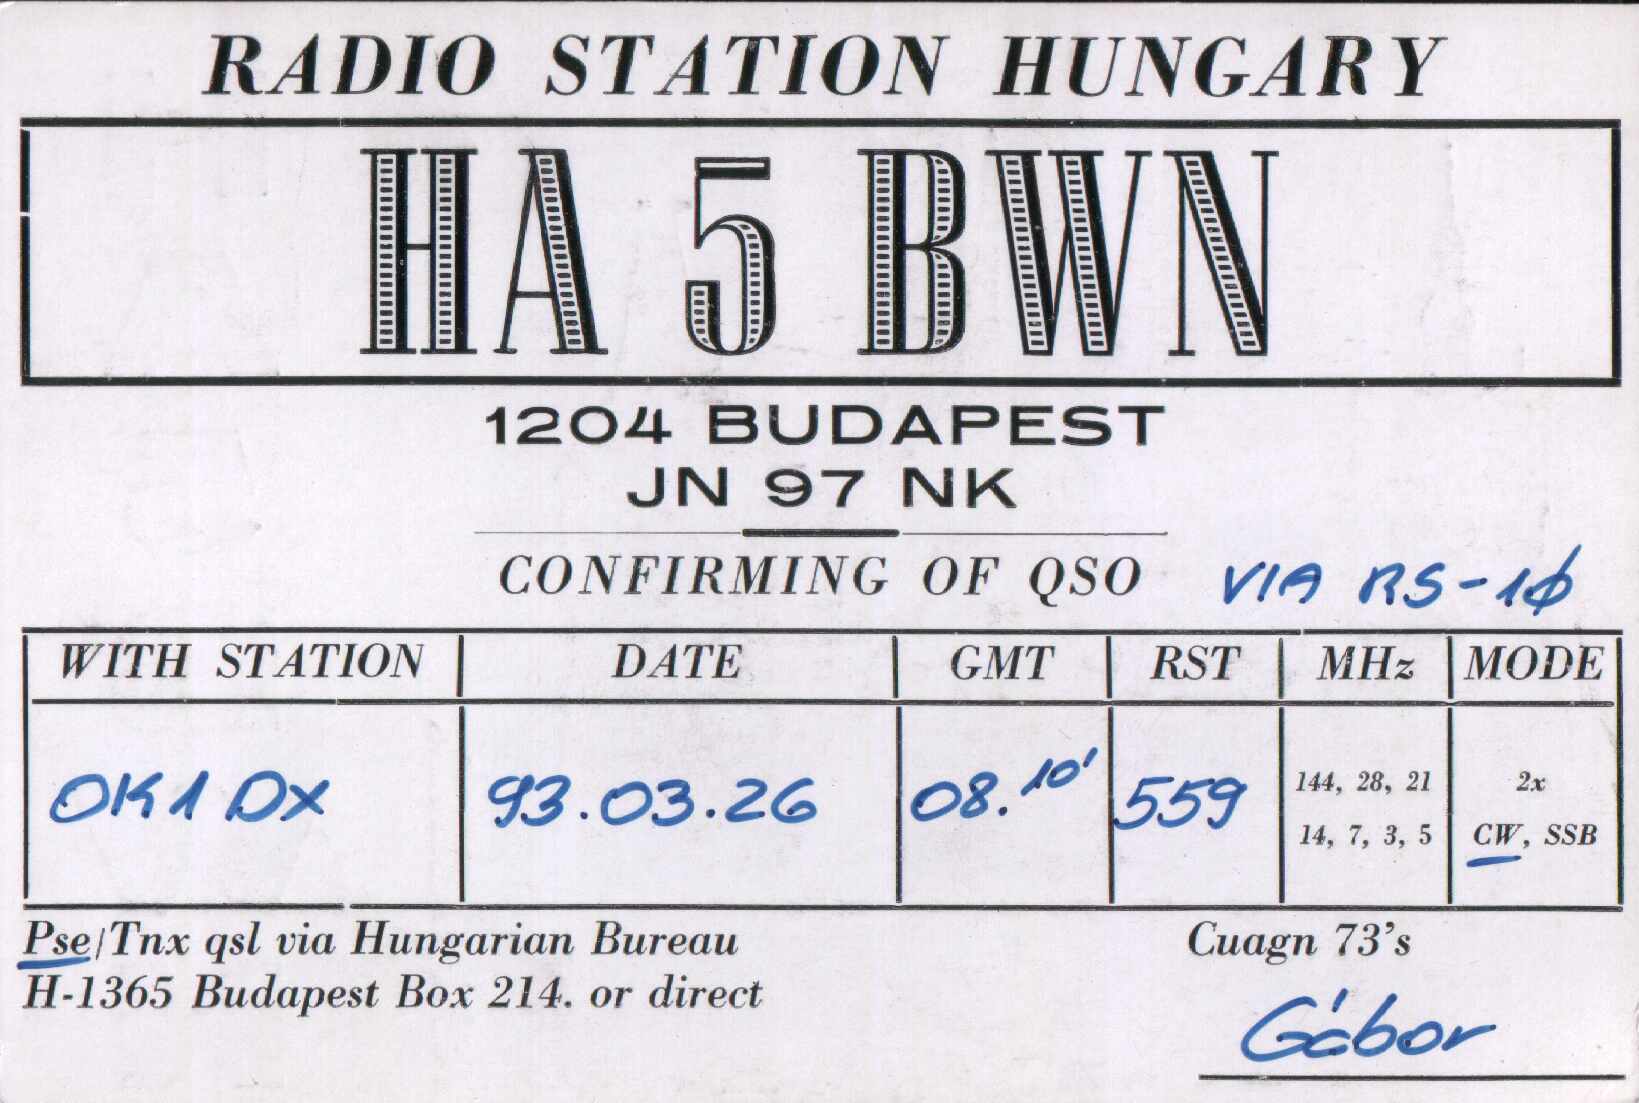 RADIO STATION HUNGARY
HA 5 BWN
1204 BUDAPEST
JN 97 NK
CONFIRMING OF QSO VIA RS-1Ø
WITH STATION DATE GMT RST MHz MODE
144, 28, 21 2x
OK1DX 93.03.26 08.10' 559
14, 7, 3, 5 CW, SSB
Pse/Tnx qsl via Hungarian Bureau Cuagn 73's
H-1365 Budapest Box 214. or direct
Gábor